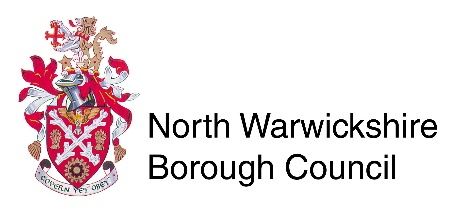 North Warwickshire
Borough Council
GOVERN YET OBEY